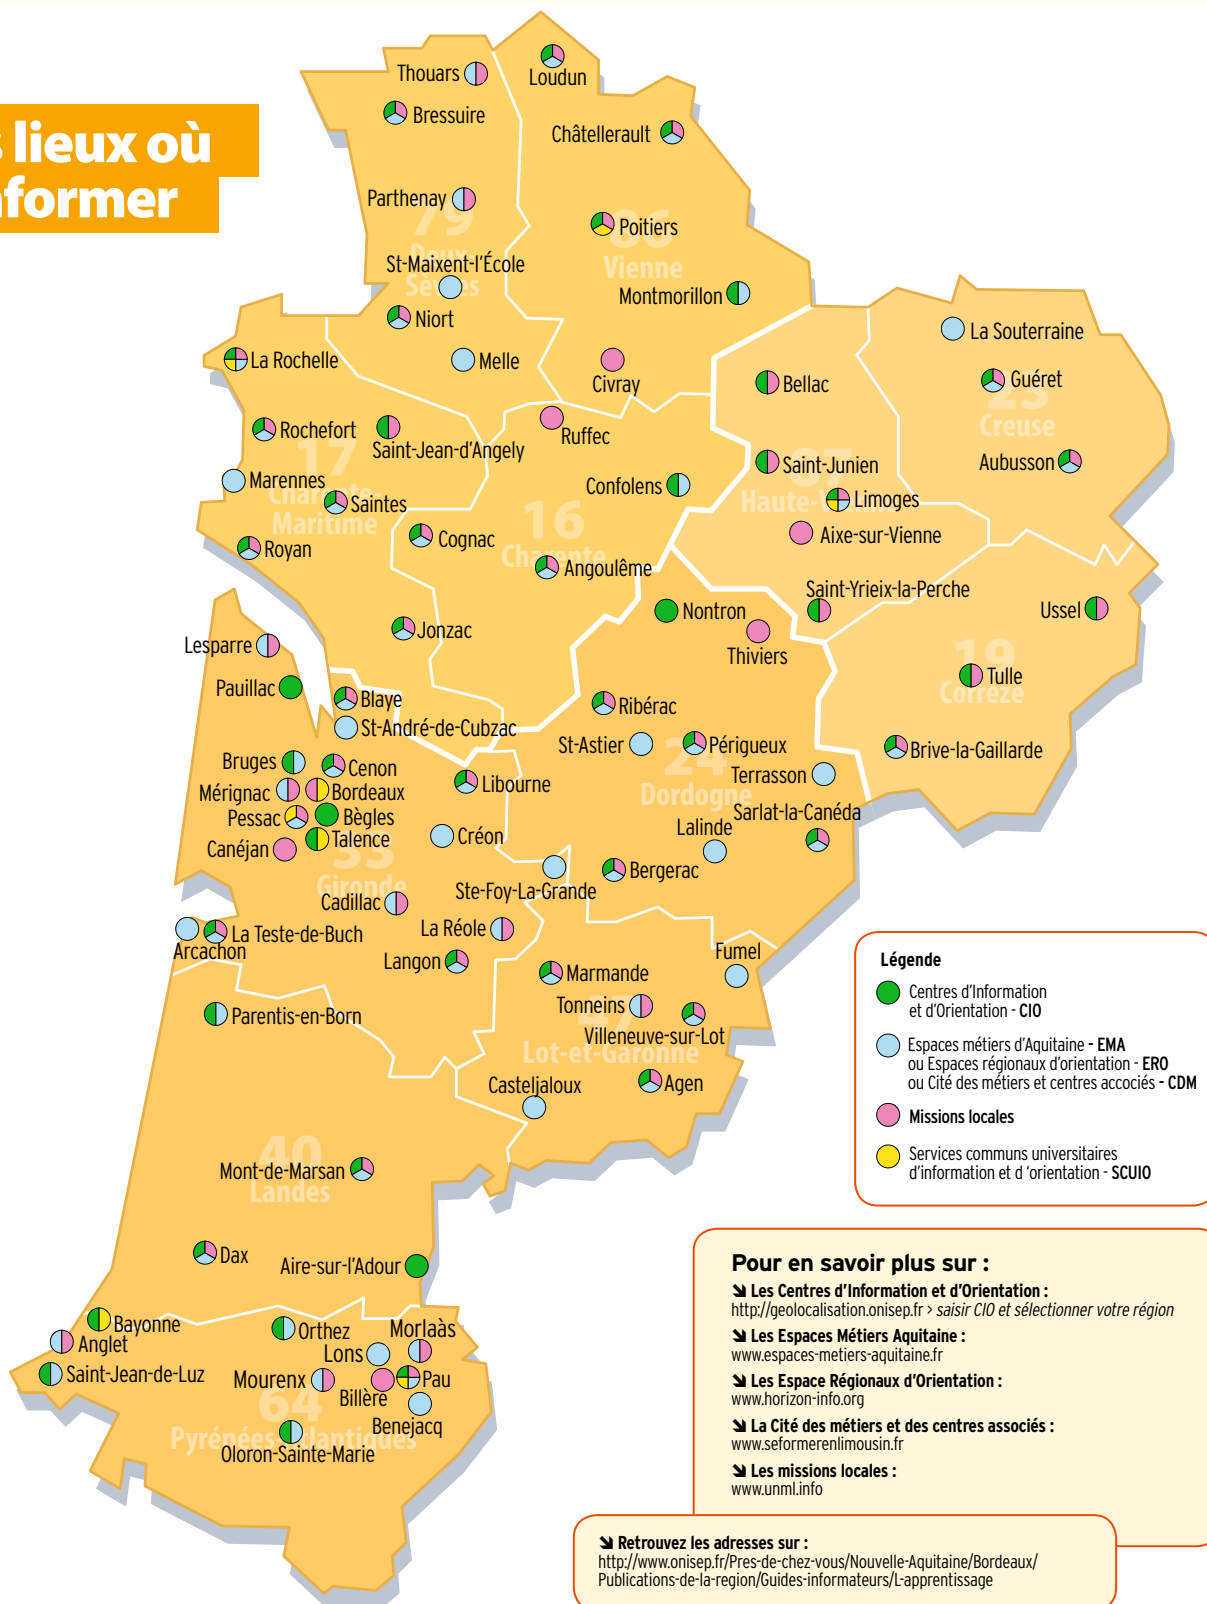 s lieux où
nformer
Thouars
Loudun
Bressuire
Châtellerault
Parthenay
79
Deux-
Sèvres
86
Vienne
Poitiers
St-Maixent-l'École
Montmorillon
Niort
La Souterraine
La Rochelle
Melle
Civray
Bellac
Guéret
23
Creuse
Ruffec
Rochefort
Saint-Jean-d'Angely
17
Charente-
Maritime
Saint-Junien
Aubusson
Marennes
Confolens
87
Haute-Vienne
Saintes
Limoges
16
Charente
Cognac
Aixe-sur-Vienne
Royan
Angoulême
Saint-Yrieix-la-Perche
Nontron
Ussel
Jonzac
Thiviers
Lesparre
19
Corrèze
Tulle
Pauillac
Blaye
Ribérac
St-André-de-Cubzac
St-Astier
Périgueux
Brive-la-Gaillarde
24
Dordogne
Bruges
Cenon
Terrasson
Libourne
Mérignac
Bordeaux
Pessac
Bègles
Sarlat-la-Canéda
Talence
Créon
Lalinde
Canéjan
33
Gironde
Bergerac
Ste-Foy-La-Grande
Cadillac
La Réole
La Teste-de-Buch
Arcachon
Langon
Fumel
Marmande
Tonneins
Parentis-en-Born
47
Lot-et-Garonne
Villeneuve-sur-Lot
Casteljaloux
Agen
40
Landes
Mont-de-Marsan
Dax
Aire-sur-l'Adour
Bayonne
Orthez
Morlaàs
Anglet
Lons
Saint-Jean-de-Luz
Mourenx
Pau
Billère
64
Pyrénées-Atlantiques
Benejacq
Oloron-Sainte-Marie
Légende
Centres d'Information
et d'Orientation - CIO
Espaces métiers d'Aquitaine - EMA
ou Espaces régionaux d'orientation - ERO
ou Cité des métiers et centres accociés - CDM
Missions locales
Services communs universitaires
d'information et d 'orientation - SCUIO
Pour en savoir plus sur :
Les Centres d'Information et d'Orientation :
http://geolocalisation.onisep.fr > saisir CIO et sélectionner votre région
Les Espaces Métiers Aquitaine :
www.espaces-metiers-aquitaine.fr
Les Espace Régionaux d'Orientation :
www.horizon-info.org
La Cité des métiers et des centres associés :
www.seformerenlimousin.fr
Les missions locales :
www.unml.info
Retrouvez les adresses sur :
http://www.onisep.fr/Pres-de-chez-vous/Nouvelle-Aquitaine/Bordeaux/
Publications-de-la-region/Guides-informateurs/L-apprentissage